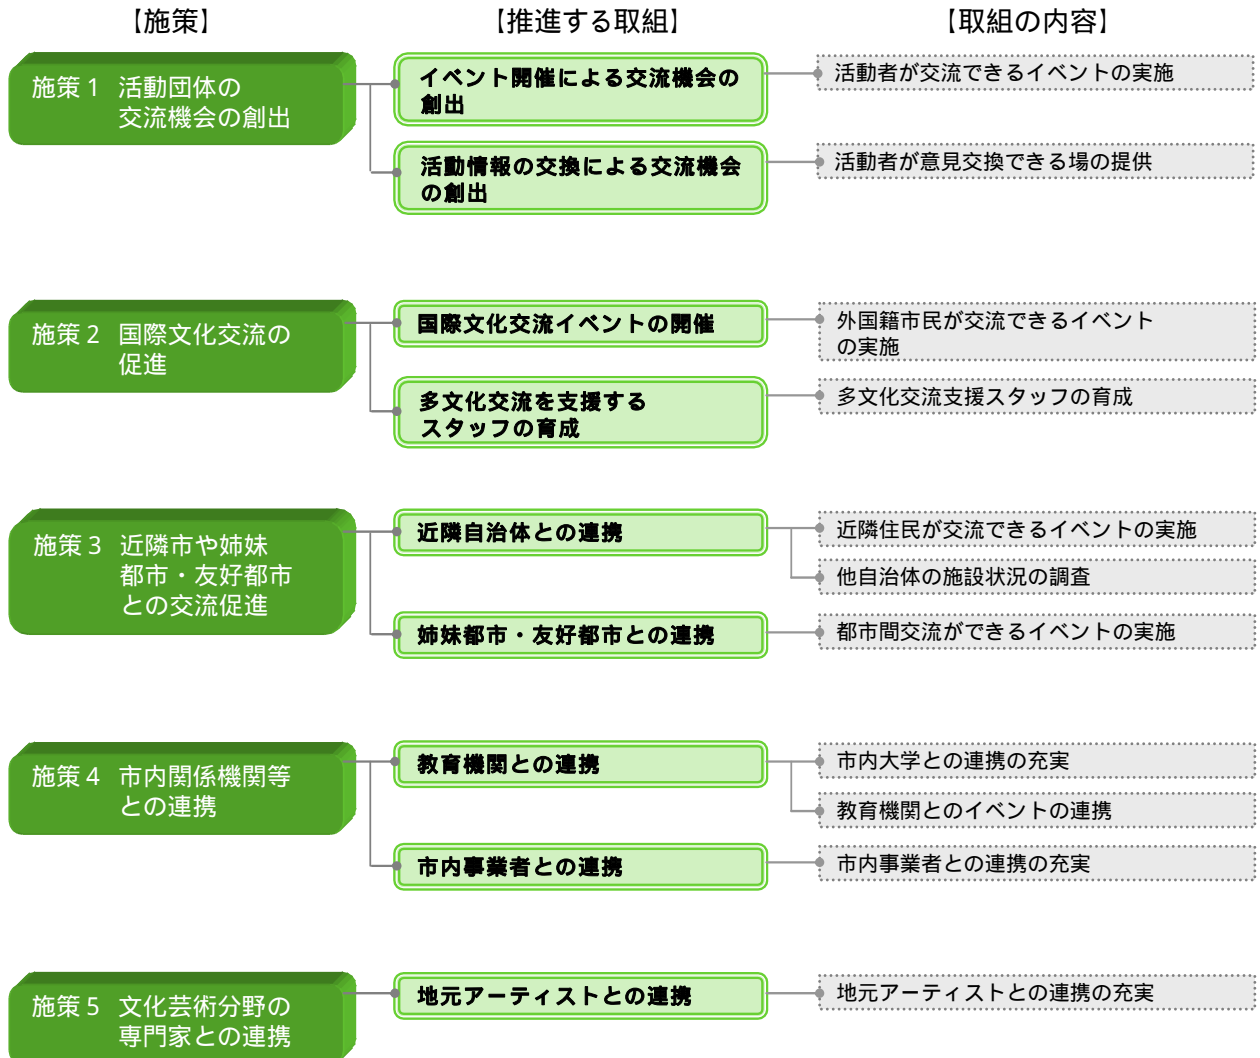 【施策】
【推進する取組】
【取組の内容】
施策１ 活動団体の
交流機会の創出
イベント開催による交流機会の
創出
活動者が交流できるイベントの実施
活動情報の交換による交流機会
の創出
活動者が意見交換できる場の提供
施策２ 国際文化交流の
促進
国際文化交流イベントの開催
外国籍市民が交流できるイベント
の実施
多文化交流を支援する
スタッフの育成
多文化交流支援スタッフの育成
施策３ 近隣市や姉妹
都市・友好都市
との交流促進
近隣自治体との連携
近隣住民が交流できるイベントの実施
他自治体の施設状況の調査
姉妹都市・友好都市との連携
都市間交流ができるイベントの実施
施策４ 市内関係機関等
との連携
教育機関との連携
市内大学との連携の充実
教育機関とのイベントの連携
市内事業者との連携
市内事業者との連携の充実
施策５ 文化芸術分野の
専門家との連携
地元アーティストとの連携
地元アーティストとの連携の充実